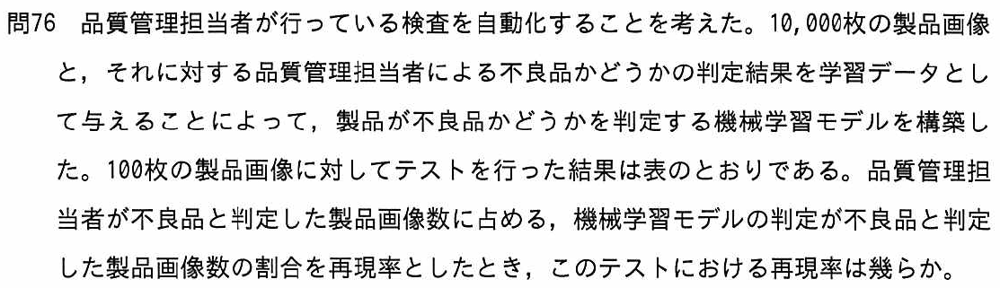 問76　品質管理担当者が行っている検査を自動化することを考えた。10,000枚の製品画像
と，それに対する品質管理担当者による不良品かどうかの判定結果を学習データとし
て与えることによって，製品が不良品かどうかを判定する機械学習モデルを構築し
た。100枚の製品画像に対してテストを行った結果は表のとおりである。品質管理担
当者が不良品と判定した製品画像数に占める，機械学習モデルの判定が不良品と判定
した製品画像数の割合を再現率としたとき，このテストにおける再現率は幾らか。